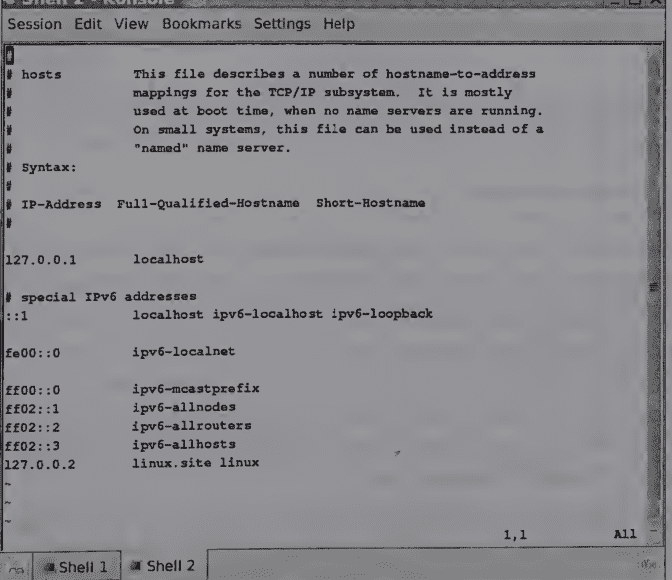 Shell 2 - Konsole
Session Edit View Bookmarks Settings Help
#
# hosts         This file describes a number of hostname-to-address
#               mappings for the TCP/IP subsystem.  It is mostly
#               used at boot time, when no name servers are running.
#               On small systems, this file can be used instead of a
#               "named" name server.
# Syntax:
#
# IP-Address  Full-Qualified-Hostname  Short-Hostname
#
127.0.0.1       localhost
# special IPv6 addresses
::1             localhost ipv6-localhost ipv6-loopback
fe00::0         ipv6-localnet
ff00::0         ipv6-mcastprefix
ff02::1         ipv6-allnodes
ff02::2         ipv6-allrouters
ff02::3         ipv6-allhosts
127.0.0.2       linux.site linux
~
~
~
1,1           All
Shell 1  Shell 2